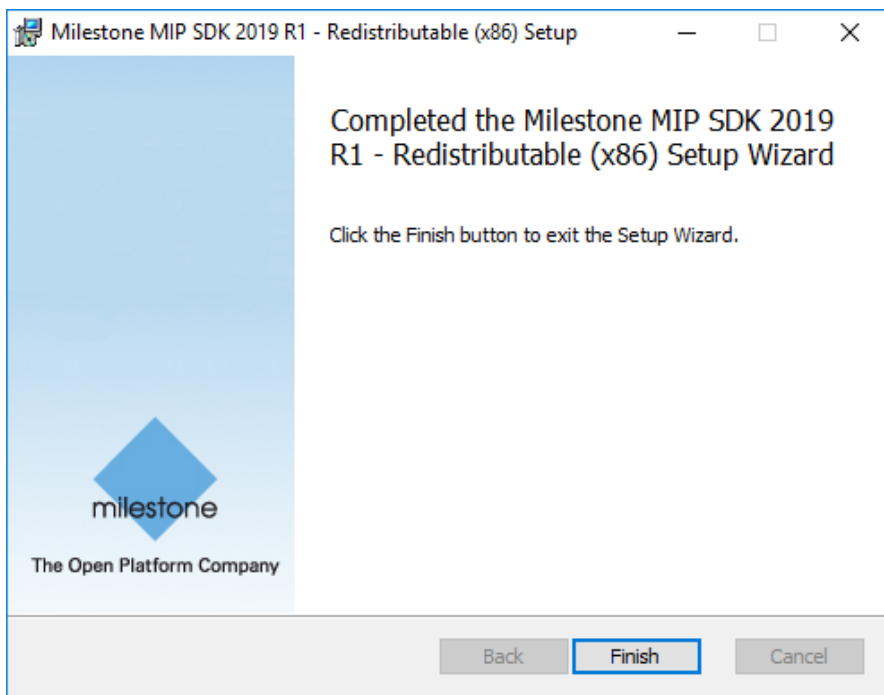 Milestone MIP SDK 2019 R1 - Redistributable (x86) Setup
Completed the Milestone MIP SDK 2019
R1 - Redistributable (x86) Setup Wizard
Click the Finish button to exit the Setup Wizard.
milestone
The Open Platform Company
Back
Finish
Cancel